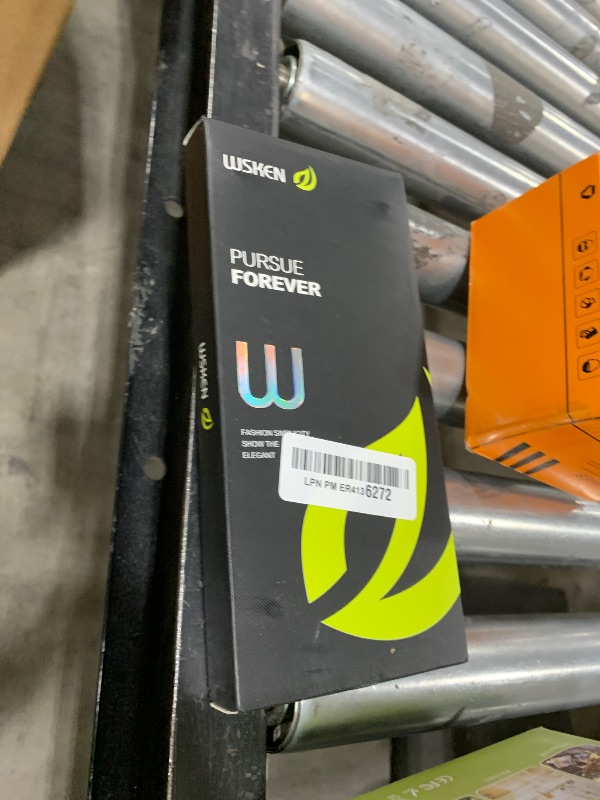 WSKEN
PURSUE
FOREVER
W
WSKEN
FASHION SIMPLICITY
SHOW THE
ELEGANT
LPN PM ER4136272